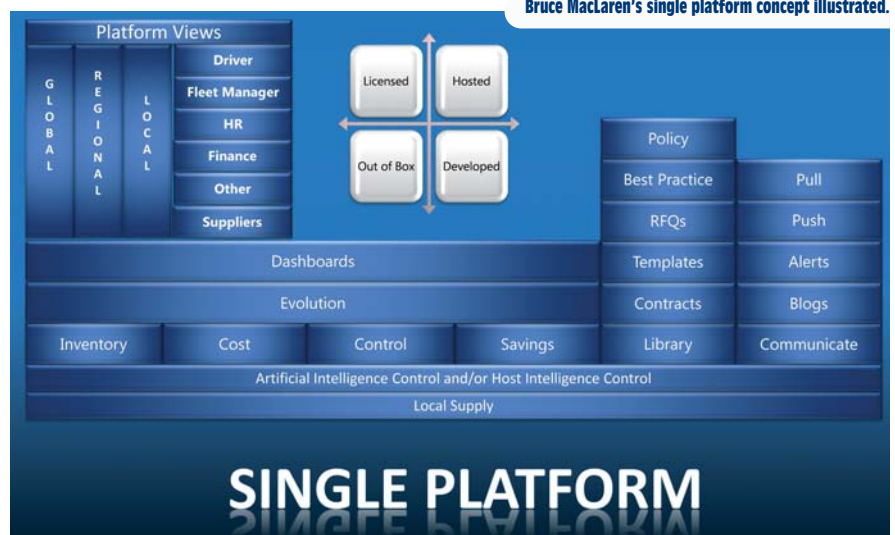 Bruce MacLaren's single platform concept illustrated.
Platform Views
GLOBAL
REGIONAL
LOCAL
Driver
Fleet Manager
HR
Finance
Other
Suppliers
Licensed
Hosted
Out of Box
Developed
Policy
Best Practice
RFQs
Templates
Contracts
Library
Pull
Push
Alerts
Blogs
Communicate
Dashboards
Evolution
Inventory
Cost
Control
Savings
Artificial Intelligence Control and/or Host Intelligence Control
Local Supply
SINGLE PLATFORM